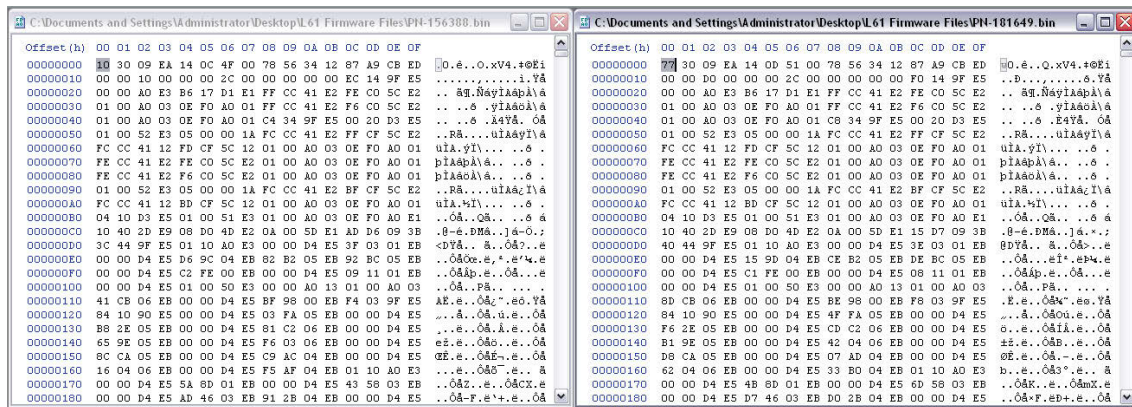 C:\Documents and Settings\Administrator\Desktop\L61 Firmware Files\PN-156388.bin
Offset(h) 00 01 02 03 04 05 06 07 08 09 0A 0B 0C 0D 0E 0F
00000000 10 30 09 EA 14 0C 4F 00 78 56 34 12 87 A9 CB ED .0.ê..O.xV4.‡©Ëí
00000010 00 00 10 00 00 00 2C 00 00 00 00 00 EC 14 9F E5
00000020 00 00 A0 E3 B6 17 D1 E1 FF CC 41 E2 FE C0 5C E2
00000030 01 00 A0 03 0E F0 A0 01 FF CC 41 E2 F6 C0 5C E2
00000040 01 00 A0 03 0E F0 A0 01 C4 34 9F E5 00 20 D3 E5
00000050 01 00 52 E3 05 00 00 1A FC CC 41 E2 FF CF 5C E2
00000060 FC CC 41 12 FD CF 5C 12 01 00 A0 03 0E F0 A0 01
00000070 FE CC 41 E2 FE C0 5C E2 01 00 A0 03 0E F0 A0 01
00000080 FE CC 41 E2 F6 C0 5C E2 01 00 A0 03 0E F0 A0 01
00000090 01 00 52 E3 05 00 00 1A FC CC 41 E2 BF CF 5C E2
000000A0 FC CC 41 12 BD CF 5C 12 01 00 A0 03 0E F0 A0 01
000000B0 04 10 D3 E5 01 00 51 E3 01 00 A0 03 0E F0 A0 E1
000000C0 10 40 2D E9 08 D0 4D E2 0A 00 5D E1 AD D6 09 3B
000000D0 3C 44 9F E5 01 10 A0 E3 00 00 D4 E5 3F 03 01 EB
000000E0 00 00 D4 E5 D6 9C 04 EB 82 B2 05 EB 92 BC 05 EB
000000F0 00 00 D4 E5 C2 FE 00 EB 00 00 D4 E5 09 11 01 EB
00000100 00 00 D4 E5 01 00 50 E3 00 00 A0 13 01 00 A0 03
00000110 41 CB 06 EB 00 00 D4 E5 BF 98 00 EB F4 03 9F E5
00000120 84 10 90 E5 00 00 D4 E5 03 FA 05 EB 00 00 D4 E5
00000130 B8 2E 05 EB 00 00 D4 E5 81 C2 06 EB 00 00 D4 E5
00000140 65 9E 05 EB 00 00 D4 E5 F6 03 06 EB 00 00 D4 E5
00000150 8C CA 05 EB 00 00 D4 E5 C9 AC 04 EB 00 00 D4 E5
00000160 16 04 06 EB 00 00 D4 E5 F5 AF 04 EB 01 10 A0 E3
00000170 00 00 D4 E5 5A 8D 01 EB 00 00 D4 E5 43 58 03 EB
00000180 00 00 D4 E5 AD 46 03 EB 91 2B 04 EB 00 00 D4 E5
C:\Documents and Settings\Administrator\Desktop\L61 Firmware Files\PN-181649.bin
Offset(h) 00 01 02 03 04 05 06 07 08 09 0A 0B 0C 0D 0E 0F
00000000 77 30 09 EA 14 0D 51 00 78 56 34 12 87 A9 CB ED
00000010 00 00 D0 00 00 00 2C 00 00 00 00 00 F0 14 9F E5
00000020 00 00 A0 E3 B6 17 D1 E1 FF CC 41 E2 FE C0 5C E2
00000030 01 00 A0 03 0E F0 A0 01 FF CC 41 E2 F6 C0 5C E2
00000040 01 00 A0 03 0E F0 A0 01 C8 34 9F E5 00 20 D3 E5
00000050 01 00 52 E3 05 00 00 1A FC CC 41 E2 FF CF 5C E2
00000060 FC CC 41 12 FD CF 5C 12 01 00 A0 03 0E F0 A0 01
00000070 FE CC 41 E2 FE C0 5C E2 01 00 A0 03 0E F0 A0 01
00000080 FE CC 41 E2 F6 C0 5C E2 01 00 A0 03 0E F0 A0 01
00000090 01 00 52 E3 05 00 00 1A FC CC 41 E2 BF CF 5C E2
000000A0 FC CC 41 12 BD CF 5C 12 01 00 A0 03 0E F0 A0 01
000000B0 04 10 D3 E5 01 00 51 E3 01 00 A0 03 0E F0 A0 E1
000000C0 10 40 2D E9 08 D0 4D E2 0A 00 5D E1 15 D7 09 3B
000000D0 40 44 9F E5 01 10 A0 E3 00 00 D4 E5 3E 03 01 EB
000000E0 00 00 D4 E5 15 9D 04 EB CE B2 05 EB DE BC 05 EB
000000F0 00 00 D4 E5 C1 FE 00 EB 00 00 D4 E5 08 11 01 EB
00000100 00 00 D4 E5 01 00 50 E3 00 00 A0 13 01 00 A0 03
00000110 8D CB 06 EB 00 00 D4 E5 BE 98 00 EB F8 03 9F E5
00000120 84 10 90 E5 00 00 D4 E5 4F FA 05 EB 00 00 D4 E5
00000130 F6 2E 05 EB 00 00 D4 E5 CD C2 06 EB 00 00 D4 E5
00000140 B1 9E 05 EB 00 00 D4 E5 42 04 06 EB 00 00 D4 E5
00000150 D8 CA 05 EB 00 00 D4 E5 07 AD 04 EB 00 00 D4 E5
00000160 62 04 06 EB 00 00 D4 E5 33 B0 04 EB 01 10 A0 E3
00000170 00 00 D4 E5 4B 8D 01 EB 00 00 D4 E5 6D 58 03 EB
00000180 00 00 D4 E5 D7 46 03 EB D0 2B 04 EB 00 00 D4 E5